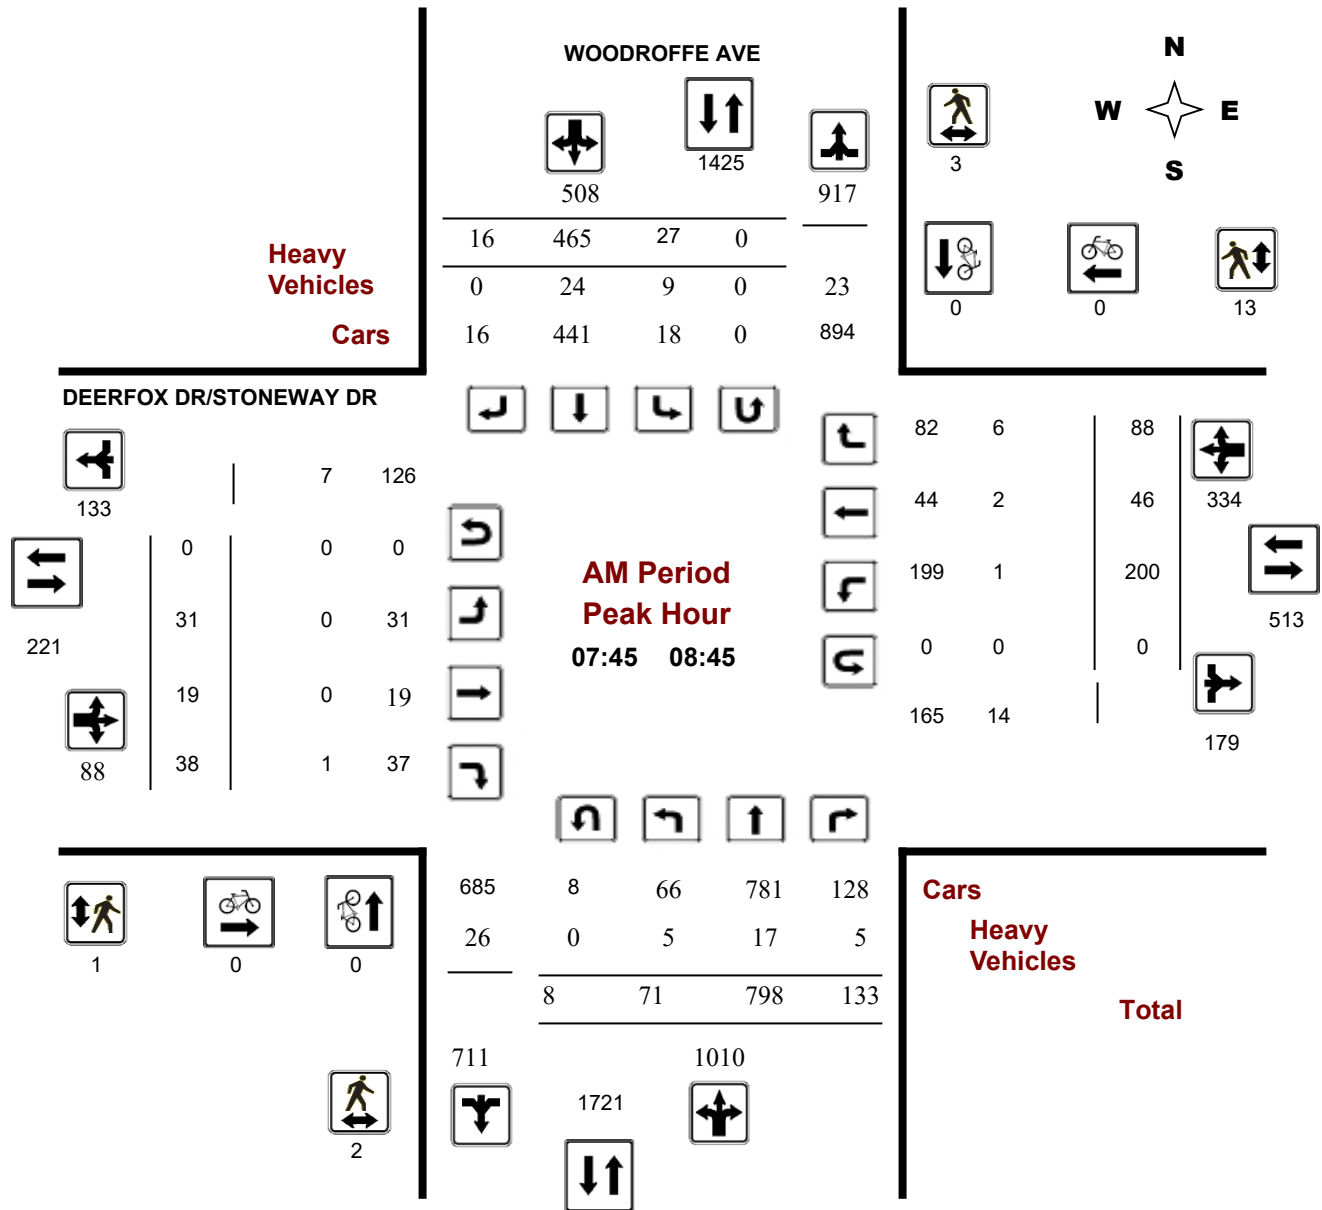 WOODROFFE AVE
N
W E
S
1425
3
508
917
16 465 27 0
Heavy
Vehicles
0 24 9 0 23
0 0 13
Cars
16 441 18 0 894
DEERFOX DR/STONEWAY DR
82 6 88
7 126
133
44 2 46 334
0 0 0
AM Period
199 1 200
Peak Hour
31 0 31
513
221
07:45 08:45
0 0 0
19 0 19
165 14
179
88 38 1 37
685 8 66 781 128
Cars
26 0 5 17 5
Heavy
Vehicles
1 0 0
8 71 798 133
Total
711 1010
1721
2